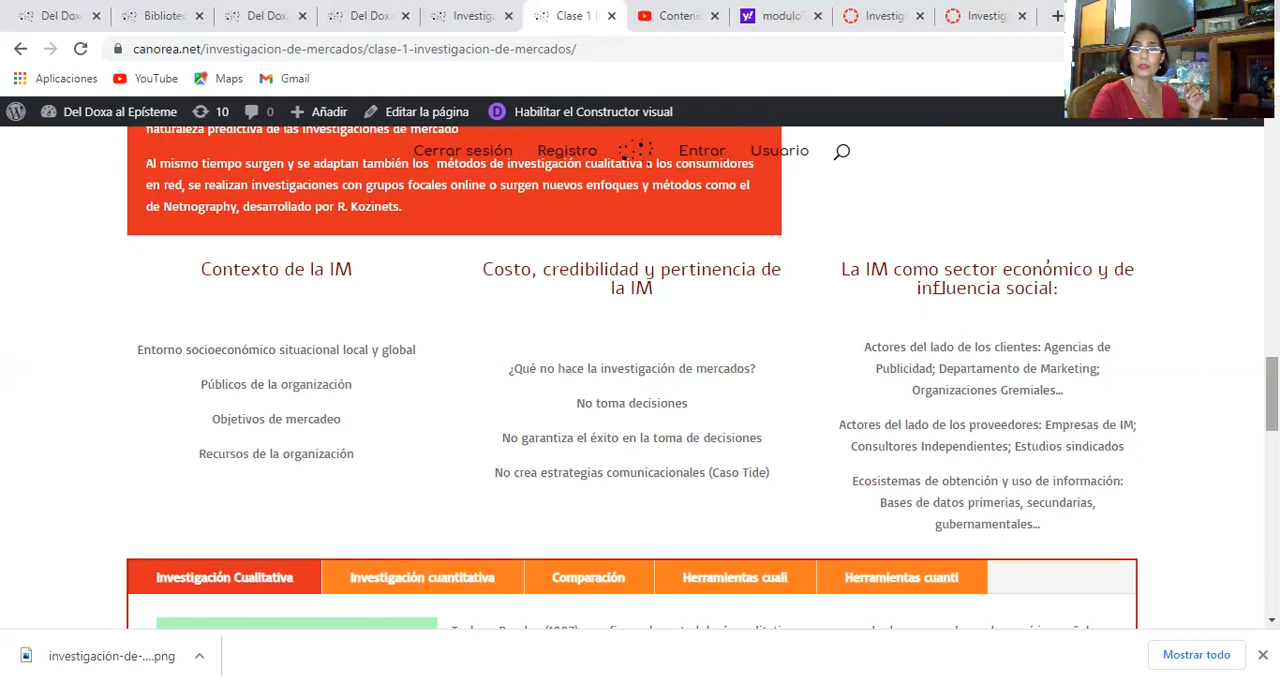 Del Doxa
Bibliotec
Del Doxa
Del Doxa
Investiga
Clase 1 I
Conteni
moduloT
Investig
Investig
canorea.net/investigacion-de-mercados/clase-1-investigacion-de-mercados/
Aplicaciones YouTube Maps Gmail
Del Doxa al Epísteme 10 0 Añadir Editar la página Habilitar el Constructor visual
naturaleza predictiva de las investigaciones de mercado
Cerrar sesión Registro Entrar Usuario
Al mismo tiempo surgen y se adaptan también los métodos de investigación cualitativa a los consumidores
en red, se realizan investigaciones con grupos focales online o surgen nuevos enfoques y métodos como el
de Netnography, desarrollado por R. Kozinets.
Contexto de la IM
Entorno socioeconómico situacional local y global
Públicos de la organización
Objetivos de mercadeo
Recursos de la organización
Costo, credibilidad y pertinencia de
la IM
¿Qué no hace la investigación de mercados?
No toma decisiones
No garantiza el éxito en la toma de decisiones
No crea estrategias comunicacionales (Caso Tide)
La IM como sector económico y de
influencia social:
Actores del lado de los clientes: Agencias de
Publicidad; Departamento de Marketing;
Organizaciones Gremiales...
Actores del lado de los proveedores: Empresas de IM;
Consultores Independientes; Estudios sindicados
Ecosistemas de obtención y uso de información:
Bases de datos primerias, secundarias,
gubernamentales...
Investigación Cualitativa Investigación cuantitativa Comparación Herramientas cuali Herramientas cuanti
investigación-de-....png
Mostrar todo